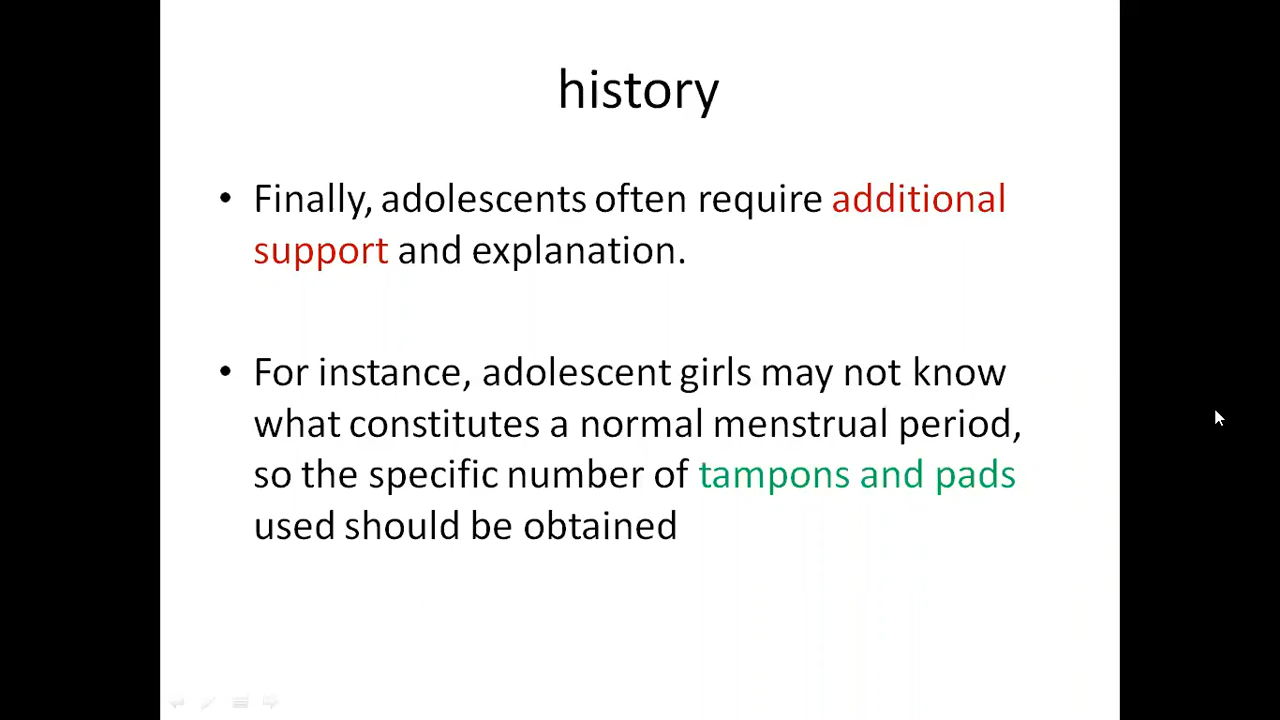 history
• Finally, adolescents often require additional
support and explanation.
• For instance, adolescent girls may not know
what constitutes a normal menstrual period,
so the specific number of tampons and pads
used should be obtained